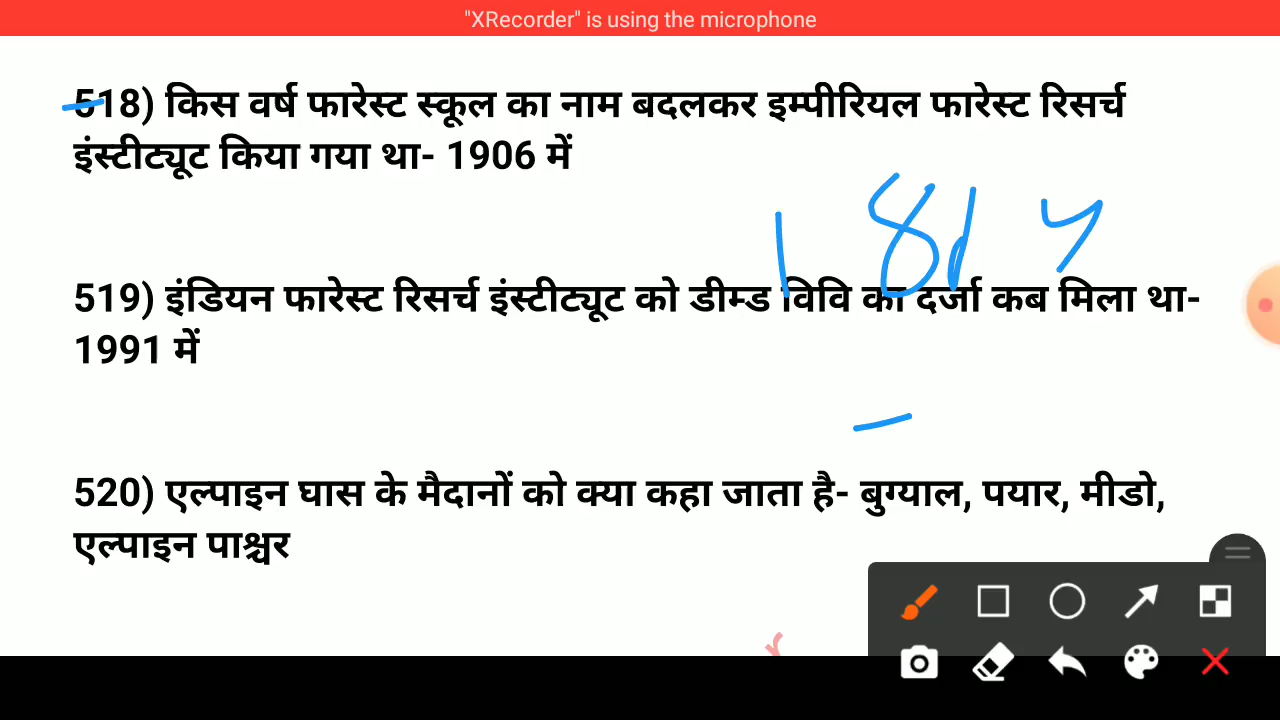 "XRecorder" is using the microphone
518) किस वर्ष फारेस्ट स्कूल का नाम बदलकर इम्पीरियल फारेस्ट रिसर्च
इंस्टीट्यूट किया गया था- 1906 में
519) इंडियन फारेस्ट रिसर्च इंस्टीट्यूट को डीम्ड विवि का दर्जा कब मिला था-
1991 में
520) एल्पाइन घास के मैदानों को क्या कहा जाता है- बुग्याल, पयार, मीडो,
एल्पाइन पाश्चर